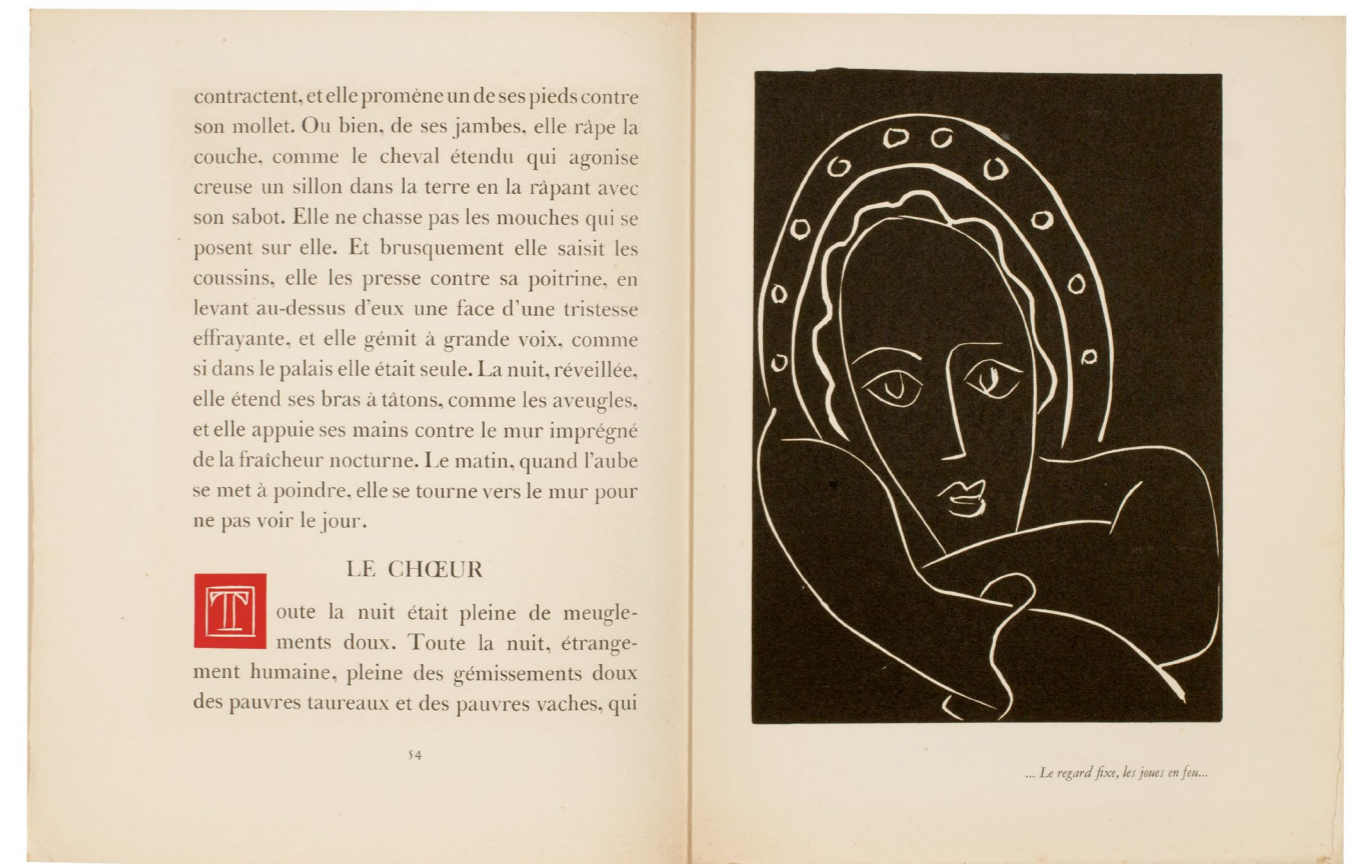 contractent, et elle promène un de ses pieds contre
son mollet. Ou bien, de ses jambes, elle râpe la
couche, comme le cheval étendu qui agonise
creuse un sillon dans la terre en la râpant avec
son sabot. Elle ne chasse pas les mouches qui se
posent sur elle. Et brusquement elle saisit les
coussins, elle les presse contre sa poitrine, en
levant au-dessus d'eux une face d'une tristesse
effrayante, et elle gémit à grande voix, comme
si dans le palais elle était seule. La nuit, réveillée,
elle étend ses bras à tâtons, comme les aveugles,
et elle appuie ses mains contre le mur imprégné
de la fraîcheur nocturne. Le matin, quand l'aube
se met à poindre, elle se tourne vers le mur pour
ne pas voir le jour.
LE CHŒUR
Toute la nuit était pleine de meugle-
ments doux. Toute la nuit, étrange-
ment humaine, pleine des gémissements doux
des pauvres taureaux et des pauvres vaches, qui
54
... Le regard fixe, les joues en feu...